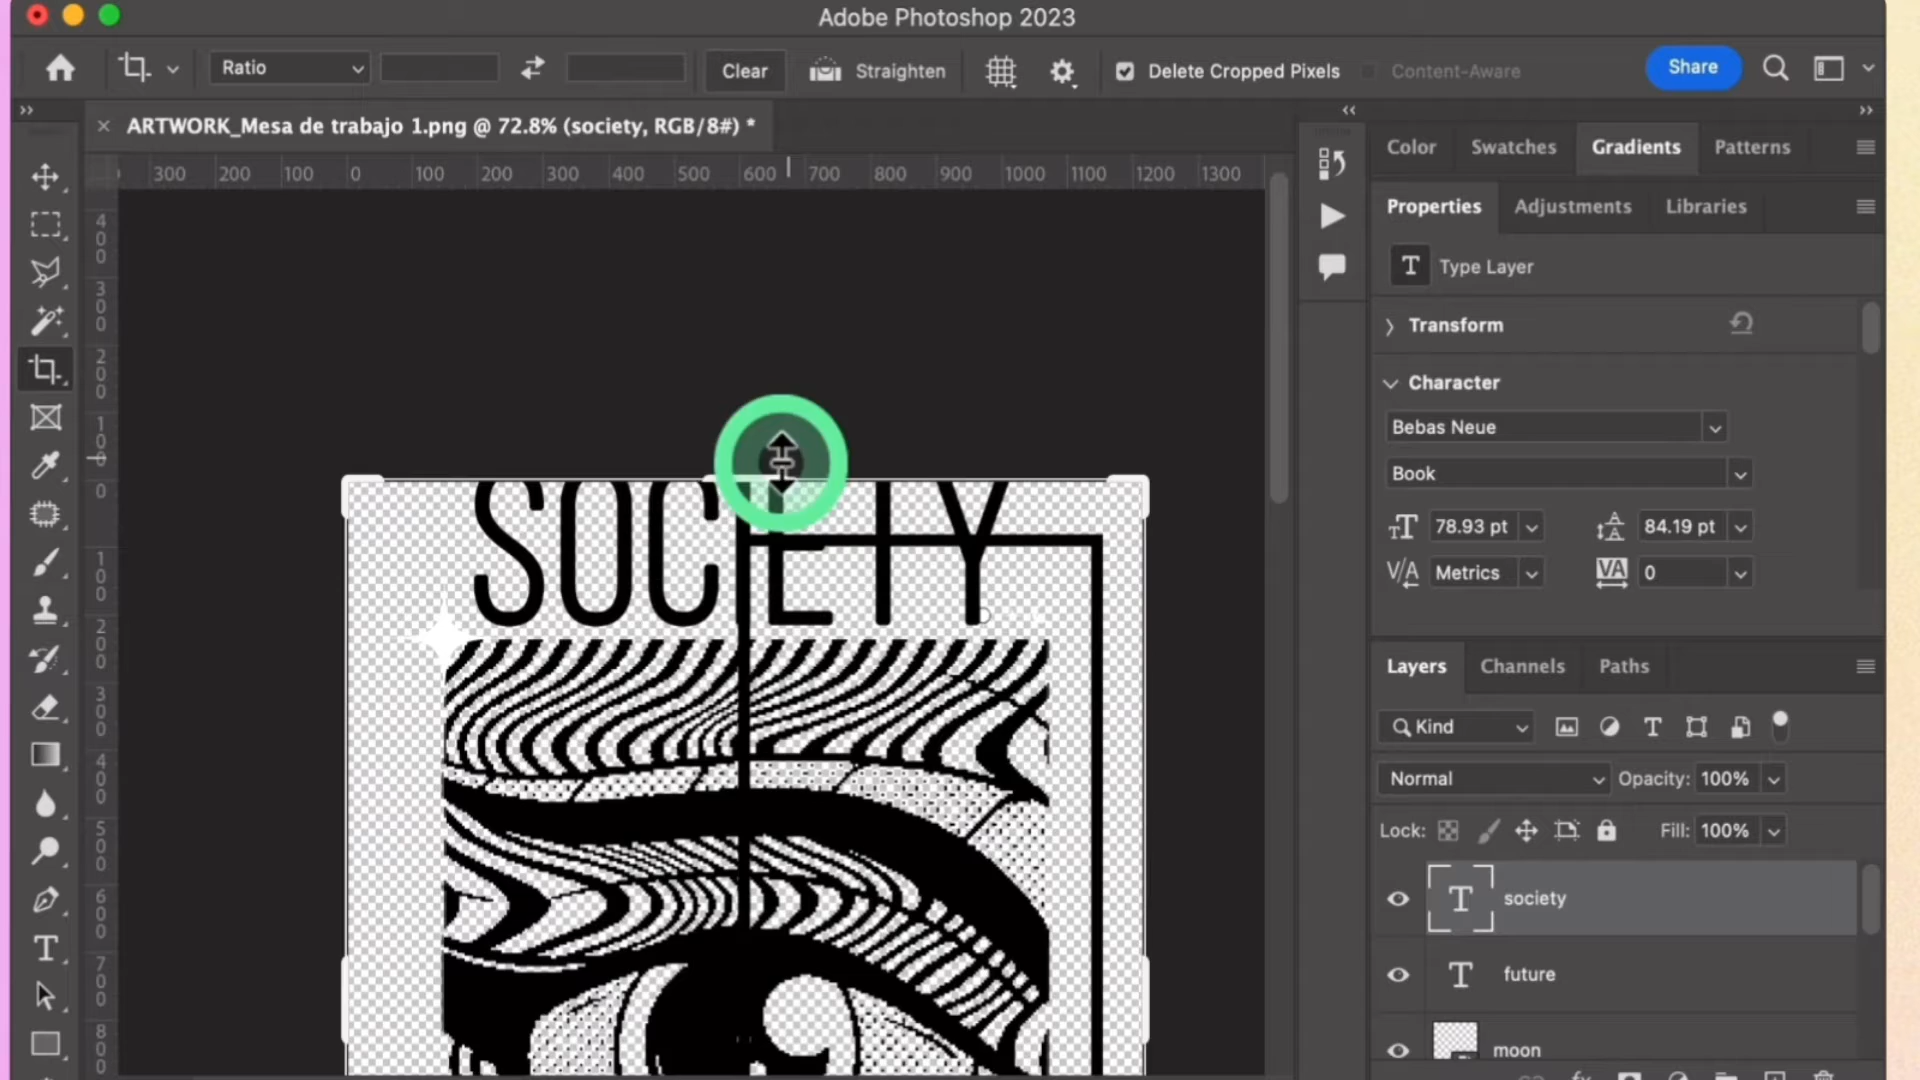 Adobe Photoshop 2023
Ratio
Clear
Straighten
Delete Cropped Pixels
Content-Aware
Share
ARTWORK_Mesa de trabajo 1.png @ 72.8% (society, RGB/8#) *
300 200 100 0 100 200 300 400 500 600 700 800 900 1000 1100 1200 1300
400
300
200
100
0
100
200
300
400
500
600
700
800
SOCIETY
Color Swatches Gradients Patterns
Properties Adjustments Libraries
T Type Layer
Transform
Character
Bebas Neue
Book
78.93 pt
84.19 pt
Metrics
0
Layers Channels Paths
Kind
Normal
Opacity: 100%
Lock:
Fill: 100%
T society
T future
moon